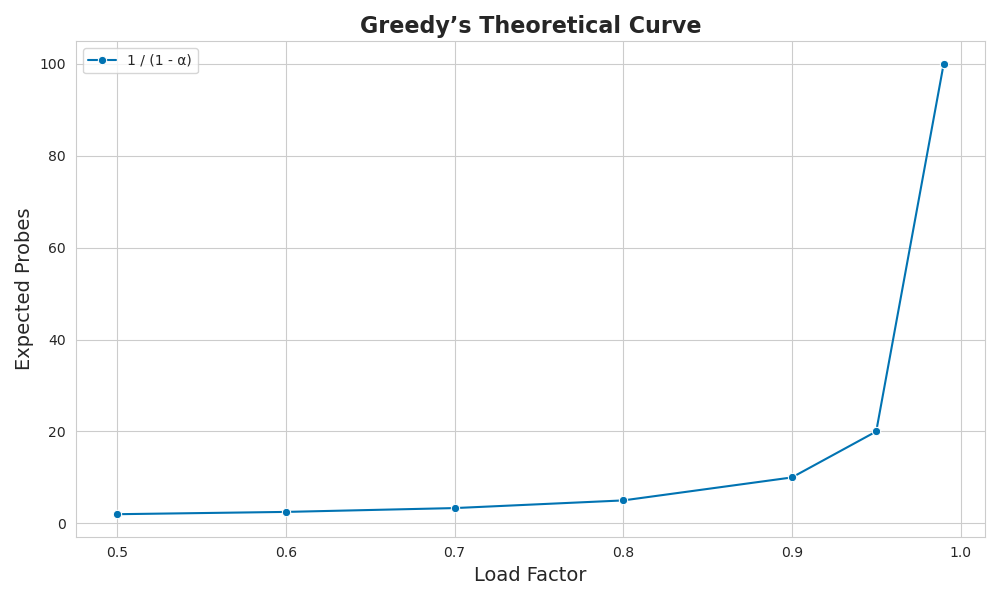 Greedy’s Theoretical Curve
1 / (1 - α)
Expected Probes
100
80
60
40
20
0
0.5 0.6 0.7 0.8 0.9 1.0
Load Factor